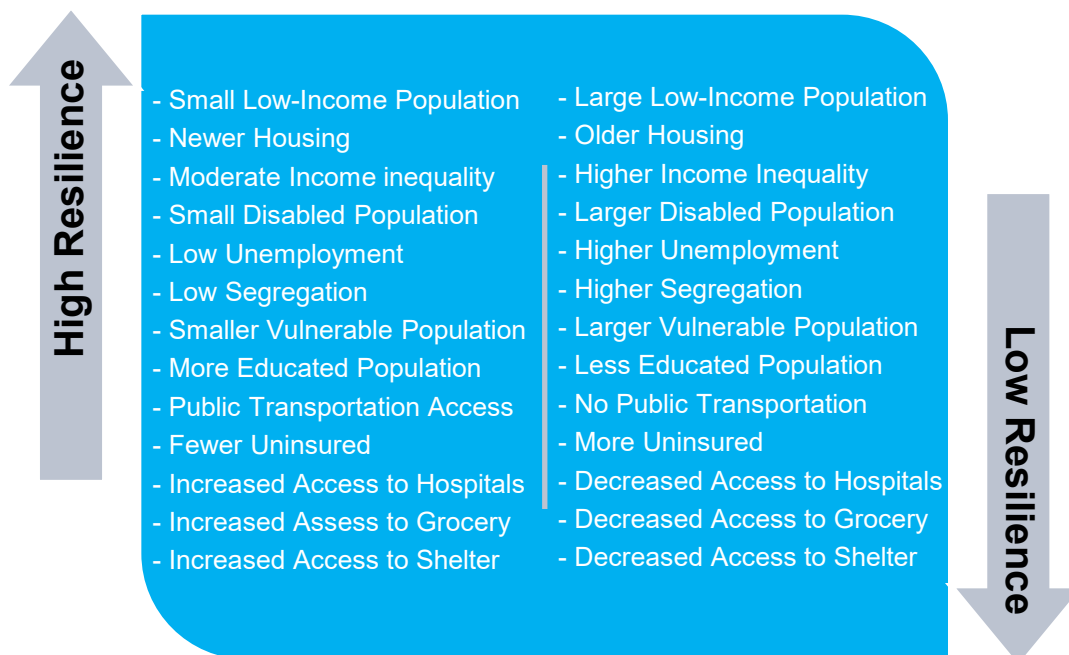 High Resilience
- Small Low-Income Population
- Newer Housing
- Moderate Income inequality
- Small Disabled Population
- Low Unemployment
- Low Segregation
- Smaller Vulnerable Population
- More Educated Population
- Public Transportation Access
- Fewer Uninsured
- Increased Access to Hospitals
- Increased Assess to Grocery
- Increased Access to Shelter
- Large Low-Income Population
- Older Housing
- Higher Income Inequality
- Larger Disabled Population
- Higher Unemployment
- Higher Segregation
- Larger Vulnerable Population
- Less Educated Population
- No Public Transportation
- More Uninsured
- Decreased Access to Hospitals
- Decreased Access to Grocery
- Decreased Access to Shelter
Low Resilience